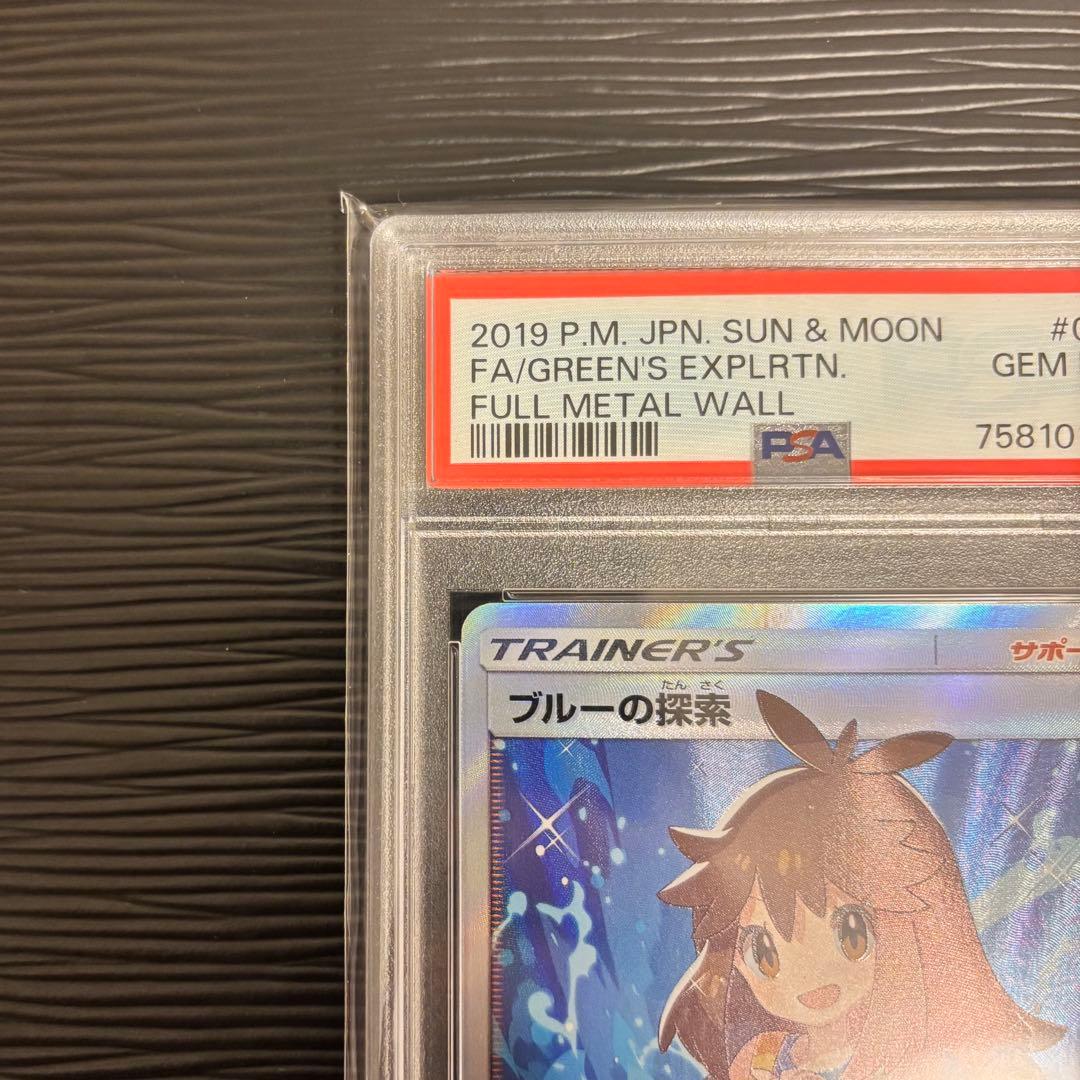 2019 P.M. JPN. SUN & MOON #
FA/GREEN'S EXPLRTN. GEM
FULL METAL WALL
PSA 75810
TRAINER'S サポー
たん さく
ブルーの探索